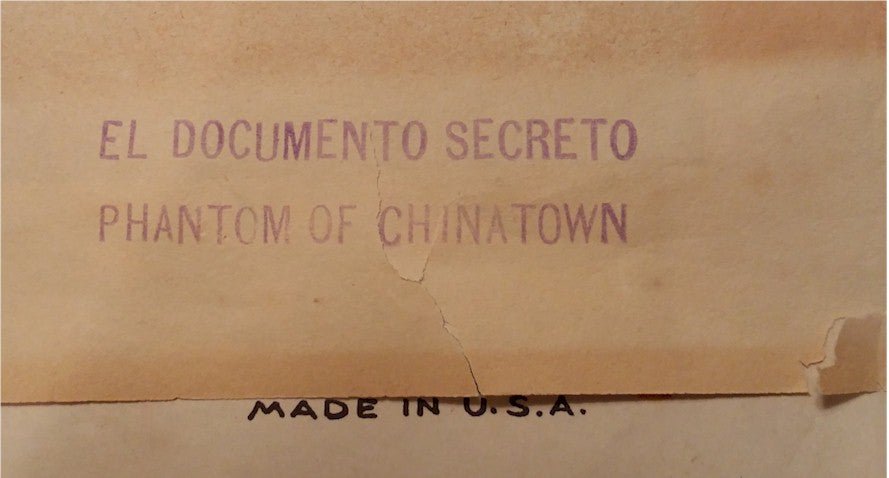 EL DOCUMENTO SECRETO
PHANTOM OF CHINATOWN
MADE IN U.S.A.